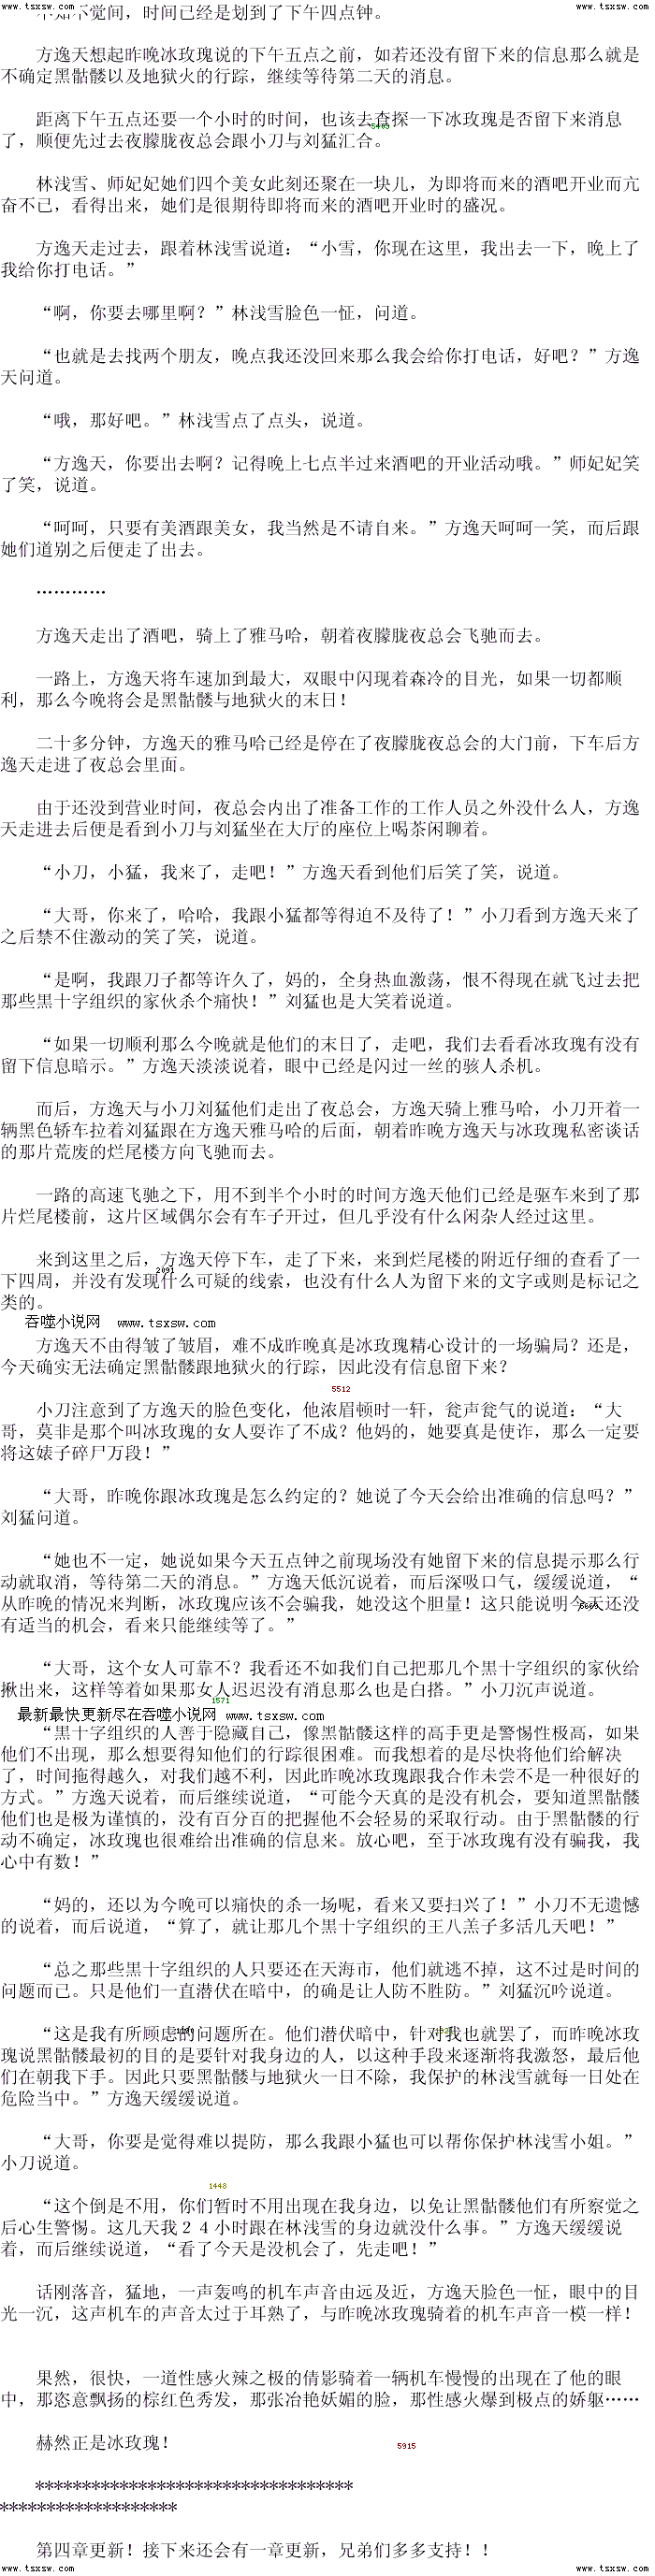 www.tsxsw.com www.tsxsw.com
不知不觉间，时间已经是划到了下午四点钟。
方逸天想起昨晚冰玫瑰说的下午五点之前，如若还没有留下来的信息那么就是
不确定黑骷髅以及地狱火的行踪，继续等待第二天的消息。
距离下午五点还要一个小时的时间，也该去查探一下冰玫瑰是否留下来消息
了，顺便先过去夜朦胧夜总会跟小刀与刘猛汇合。
林浅雪、师妃妃她们四个美女此刻还聚在一块儿，为即将而来的酒吧开业而亢
奋不已，看得出来，她们是很期待即将而来的酒吧开业时的盛况。
方逸天走过去，跟着林浅雪说道：“小雪，你现在这里，我出去一下，晚上了
我给你打电话。”
“啊，你要去哪里啊？”林浅雪脸色一怔，问道。
“也就是去找两个朋友，晚点我还没回来那么我会给你打电话，好吧？”方逸
天问道。
“哦，那好吧。”林浅雪点了点头，说道。
“方逸天，你要出去啊？记得晚上七点半过来酒吧的开业活动哦。”师妃妃笑
了笑，说道。
“呵呵，只要有美酒跟美女，我当然是不请自来。”方逸天呵呵一笑，而后跟
她们道别之后便走了出去。
…………
方逸天走出了酒吧，骑上了雅马哈，朝着夜朦胧夜总会飞驰而去。
一路上，方逸天将车速加到最大，双眼中闪现着森冷的目光，如果一切都顺
利，那么今晚将会是黑骷髅与地狱火的末日！
二十多分钟，方逸天的雅马哈已经是停在了夜朦胧夜总会的大门前，下车后方
逸天走进了夜总会里面。
由于还没到营业时间，夜总会内出了准备工作的工作人员之外没什么人，方逸
天走进去后便是看到小刀与刘猛坐在大厅的座位上喝茶闲聊着。
“小刀，小猛，我来了，走吧！”方逸天看到他们后笑了笑，说道。
“大哥，你来了，哈哈，我跟小猛都等得迫不及待了！”小刀看到方逸天来了
之后禁不住激动的笑了笑，说道。
“是啊，我跟刀子都等许久了，妈的，全身热血激荡，恨不得现在就飞过去把
那些黑十字组织的家伙杀个痛快！”刘猛也是大笑着说道。
“如果一切顺利那么今晚就是他们的末日了，走吧，我们去看看冰玫瑰有没有
留下信息暗示。”方逸天淡淡说着，眼中已经是闪过一丝的骇人杀机。
而后，方逸天与小刀刘猛他们走出了夜总会，方逸天骑上雅马哈，小刀开着一
辆黑色轿车拉着刘猛跟在方逸天雅马哈的后面，朝着昨晚方逸天与冰玫瑰私密谈话
的那片荒废的烂尾楼方向飞驰而去。
一路的高速飞驰之下，用不到半个小时的时间方逸天他们已经是驱车来到了那
片烂尾楼前，这片区域偶尔会有车子开过，但几乎没有什么闲杂人经过这里。
来到这里之后，方逸天停下车，走了下来，来到烂尾楼的附近仔细的查看了一
下四周，并没有发现什么可疑的线索，也没有什么人为留下来的文字或则是标记之
类的。
吞噬小说网 www.tsxsw.com
方逸天不由得皱了皱眉，难不成昨晚真是冰玫瑰精心设计的一场骗局？还是，
今天确实无法确定黑骷髅跟地狱火的行踪，因此没有信息留下来？
5512
小刀注意到了方逸天的脸色变化，他浓眉顿时一轩，瓮声瓮气的说道：“大
哥，莫非是那个叫冰玫瑰的女人耍诈了不成？他妈的，她要真是使诈，那么一定要
将这婊子碎尸万段！”
“大哥，昨晚你跟冰玫瑰是怎么约定的？她说了今天会给出准确的信息吗？”
刘猛问道。
“她也不一定，她说如果今天五点钟之前现场没有她留下来的信息提示那么行
动就取消，等待第二天的消息。”方逸天低沉说着，而后深吸口气，缓缓说道，“
从昨晚的情况来判断，冰玫瑰应该不会骗我，她没这个胆量！这只能说明今天还没
有适当的机会，看来只能继续等了。”
“大哥，这个女人可靠不？我看还不如我们自己把那几个黑十字组织的家伙给
揪出来，这样等着如果那女人迟迟没有消息那么也是白搭。”小刀沉声说道。
1571
最新最快更新尽在吞噬小说网 www.tsxsw.com
“黑十字组织的人善于隐藏自己，像黑骷髅这样的高手更是警惕性极高，如果
他们不出现，那么想要得知他们的行踪很困难。而我想着的是尽快将他们给解决
了，时间拖得越久，对我们越不利，因此昨晚冰玫瑰跟我合作未尝不是一种很好的
方式。”方逸天说着，而后继续说道，“可能今天真的是没有机会，要知道黑骷髅
他们也是极为谨慎的，没有百分百的把握他不会轻易的采取行动。由于黑骷髅的行
动不确定，冰玫瑰也很难给出准确的信息来。放心吧，至于冰玫瑰有没有骗我，我
心中有数！”
“妈的，还以为今晚可以痛快的杀一场呢，看来又要扫兴了！”小刀不无遗憾
的说着，而后说道，“算了，就让那几个黑十字组织的王八羔子多活几天吧！”
“总之那些黑十字组织的人只要还在天海市，他们就逃不掉，这不过是时间的
问题而已。只是他们一直潜伏在暗中，的确是让人防不胜防。”刘猛沉吟说道。
“这是我有所顾虑的问题所在。他们潜伏暗中，针对我也就罢了，而昨晚冰玫
瑰说黑骷髅最初的目的是要针对我身边的人，以这种手段来逐渐将我激怒，最后他
们在朝我下手。因此只要黑骷髅与地狱火一日不除，我保护的林浅雪就每一日处在
危险当中。”方逸天缓缓说道。
“大哥，你要是觉得难以提防，那么我跟小猛也可以帮你保护林浅雪小姐。”
小刀说道。
1448
“这个倒是不用，你们暂时不用出现在我身边，以免让黑骷髅他们有所察觉之
后心生警惕。这几天我２４小时跟在林浅雪的身边就没什么事。”方逸天缓缓说
着，而后继续说道，“看了今天是没机会了，先走吧！”
话刚落音，猛地，一声轰鸣的机车声音由远及近，方逸天脸色一怔，眼中的目
光一沉，这声机车的声音太过于耳熟了，与昨晚冰玫瑰骑着的机车声音一模一样！
果然，很快，一道性感火辣之极的倩影骑着一辆机车慢慢的出现在了他的眼
中，那恣意飘扬的棕红色秀发，那张冶艳妖媚的脸，那性感火爆到极点的娇躯……
赫然正是冰玫瑰！
5915
**********************************
*******************
第四章更新！接下来还会有一章更新，兄弟们多多支持！！
www.tsxsw.com www.tsxsw.com